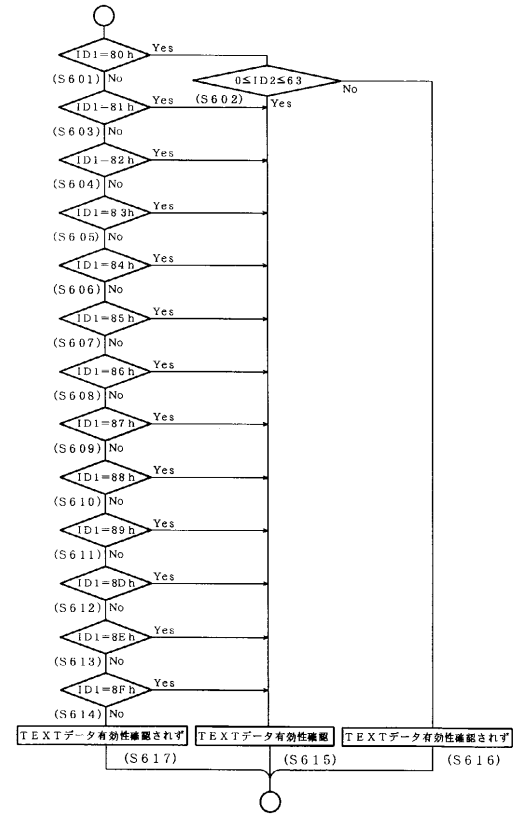 ID1=80h
Yes
(S601)
No
0≦ID2≦63
(S602)
Yes
No
ID1=81h
Yes
(S603)
No
ID1=82h
Yes
(S604)
No
ID1=83h
Yes
(S605)
No
ID1=84h
Yes
(S606)
No
ID1=85h
Yes
(S607)
No
ID1=86h
Yes
(S608)
No
ID1=87h
Yes
(S609)
No
ID1=88h
Yes
(S610)
No
ID1=89h
Yes
(S611)
No
ID1=8Dh
Yes
(S612)
No
ID1=8Eh
Yes
(S613)
No
ID1=8Fh
Yes
(S614)
No
TEXTデータ有効性確認されず
(S617)
TEXTデータ有効性確認
(S615)
TEXTデータ有効性確認されず
(S616)